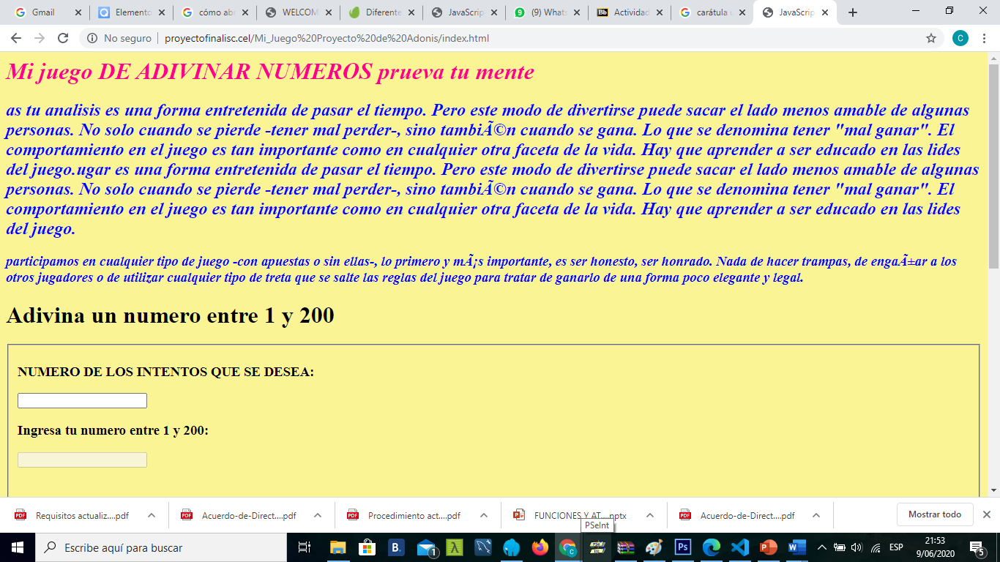 Gmail
Elemento
cómo ab
WELCOM
Diferente
JavaScrip
(9) Whats
Actividad
carátula u
JavaScrip
No seguro | proyectofinalisc.cel/Mi_Juego%20Proyecto%20de%20Adonis/index.html
C
Mi juego DE ADIVINAR NUMEROS prueva tu mente
as tu analisis es una forma entretenida de pasar el tiempo. Pero este modo de divertirse puede sacar el lado menos amable de algunas
personas. No solo cuando se pierde -tener mal perder-, sino tambiÃ©n cuando se gana. Lo que se denomina tener "mal ganar". El
comportamiento en el juego es tan importante como en cualquier otra faceta de la vida. Hay que aprender a ser educado en las lides
del juego.ugar es una forma entretenida de pasar el tiempo. Pero este modo de divertirse puede sacar el lado menos amable de algunas
personas. No solo cuando se pierde -tener mal perder-, sino tambiÃ©n cuando se gana. Lo que se denomina tener "mal ganar". El
comportamiento en el juego es tan importante como en cualquier otra faceta de la vida. Hay que aprender a ser educado en las lides
del juego.
participamos en cualquier tipo de juego -con apuestas o sin ellas-, lo primero y mÃ¡s importante, es ser honesto, ser honrado. Nada de hacer trampas, de engaÃ±ar a los
otros jugadores o de utilizar cualquier tipo de treta que se salte las reglas del juego para tratar de ganarlo de una forma poco elegante y legal.
Adivina un numero entre 1 y 200
NUMERO DE LOS INTENTOS QUE SE DESEA:
Ingresa tu numero entre 1 y 200:
Requisitos actualiz....pdf
Acuerdo-de-Direct....pdf
Procedimiento act....pdf
FUNCIONES Y AT....pptx
Acuerdo-de-Direct....pdf
Mostrar todo
PSeInt
Escribe aquí para buscar
ESP
21:53
9/06/2020
5